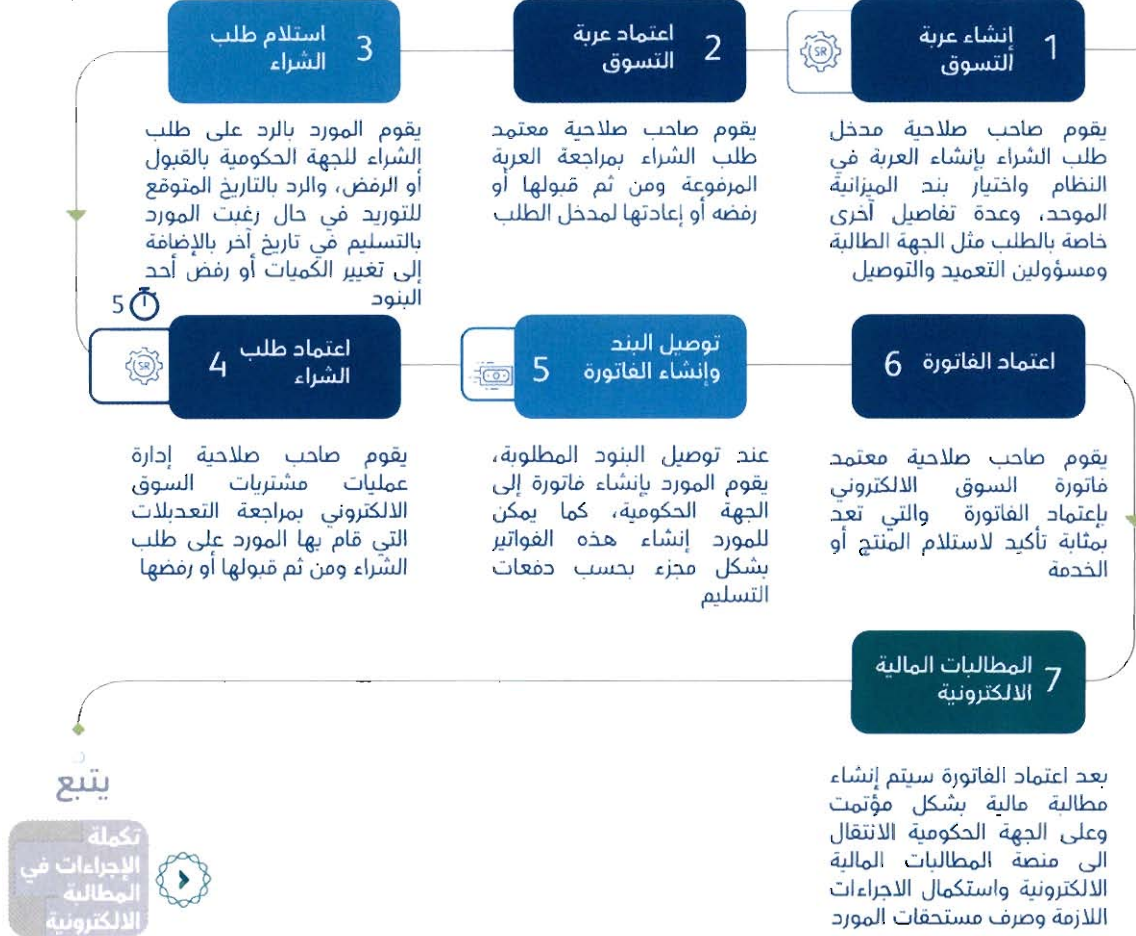 1
إنشاء عربة
التسوق
SR
يقوم صاحب صلاحية مدخل
طلب الشراء بإنشاء العربة في
النظام واختيار بند الميزانية
الموحد، وعدة تفاصيل أخرى
خاصة بالطلب مثل الجهة الطالبة
ومسؤولين التعميد والتوصيل
2
اعتماد عربة
التسوق
يقوم صاحب صلاحية معتمد
طلب الشراء بمراجعة العربة
المرفوعة ومن ثم قبولها أو
رفضه أو إعادتها لمدخل الطلب
3
استلام طلب
الشراء
يقوم المورد بالرد على طلب
الشراء للجهة الحكومية بالقبول
أو الرفض، والرد بالتاريخ المتوقع
للتوريد في حال رغبت المورد
بالتسليم في تاريخ آخر بالإضافة
إلى تغيير الكميات أو رفض أحد
البنود
5
4
اعتماد طلب
الشراء
SR
يقوم صاحب صلاحية إدارة
عمليات مشتريات السوق
الالكتروني بمراجعة التعديلات
التي قام بها المورد على طلب
الشراء ومن ثم قبولها أو رفضها
5
توصيل البند
وإنشاء الفاتورة
عند توصيل البنود المطلوبة،
يقوم المورد بإنشاء فاتورة إلى
الجهة الحكومية، كما يمكن
للمورد إنشاء هذه الفواتير
بشكل مجزء بحسب دفعات
التسليم
6
اعتماد الفاتورة
يقوم صاحب صلاحية معتمد
فاتورة السوق الالكتروني
بإعتماد الفاتورة والتي تعد
بمثابة تأكيد لاستلام المنتج أو
الخدمة
7
المطالبات المالية
الالكترونية
بعد اعتماد الفاتورة سيتم إنشاء
مطالبة مالية بشكل مؤتمت
وعلى الجهة الحكومية الانتقال
الى منصة المطالبات المالية
الالكترونية واستكمال الاجراءات
اللازمة وصرف مستحقات المورد
يتبع
تكملة
الإجراءات في
المطالبة
الالكترونية